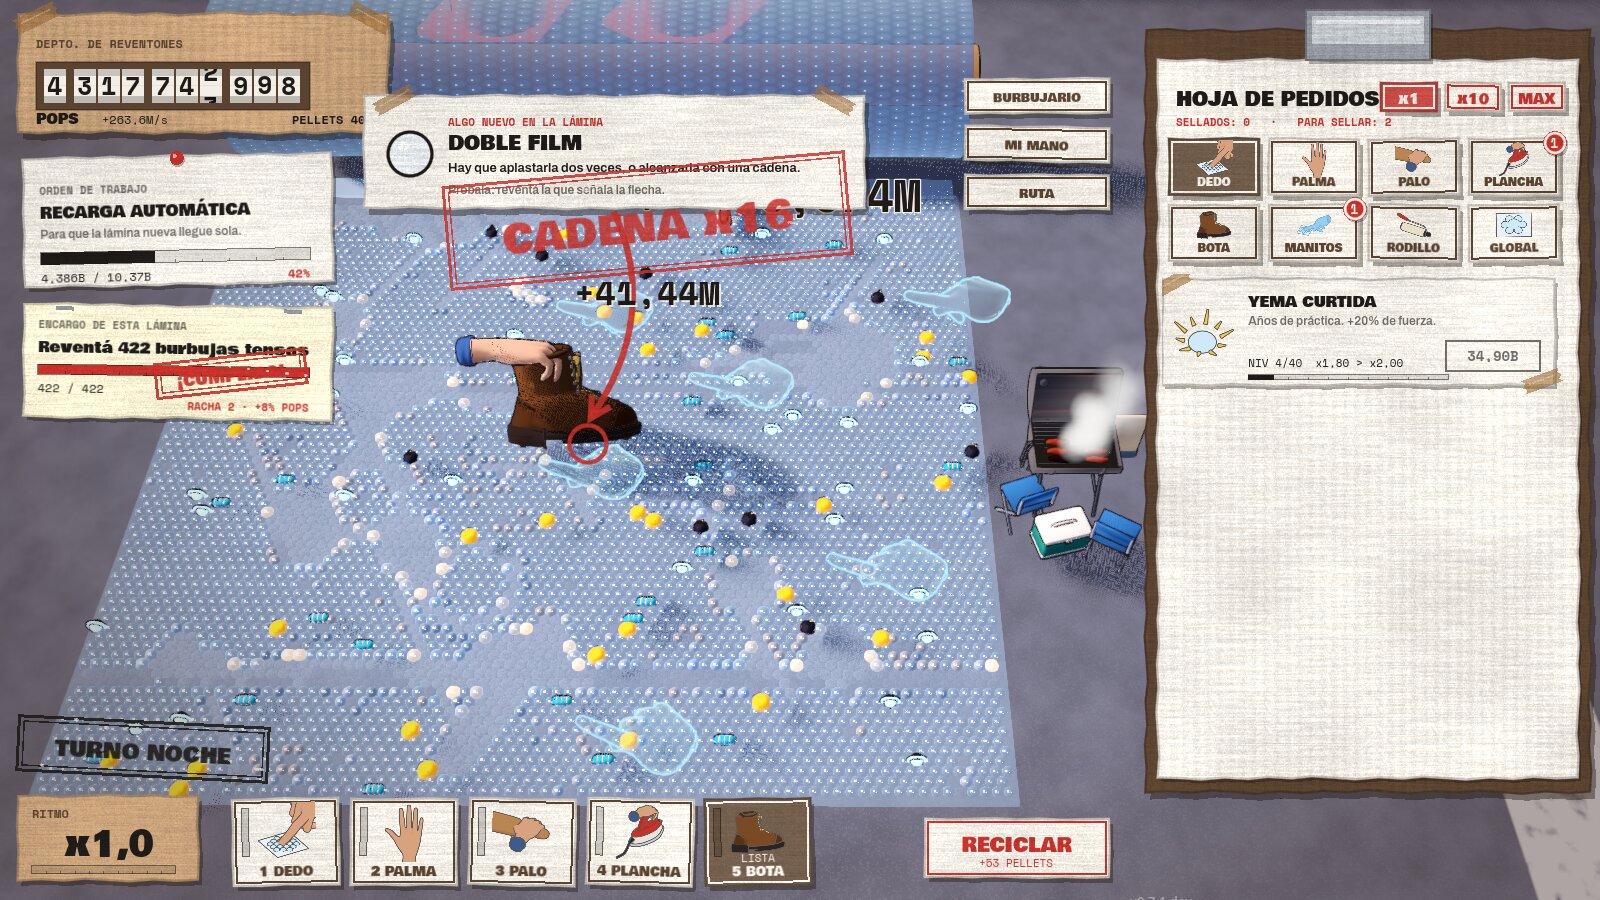 DEPTO. DE REVENTONES
4 317 74 998
POPS +263,6M/s PELLETS 40
ORDEN DE TRABAJO
RECARGA AUTOMÁTICA
Para que la lámina nueva llegue sola.
4,386B / 10,37B 42%
ENCARGO DE ESTA LÁMINA
Reventá 422 burbujas tensas
422 / 422
RACHA 2 · +8% POPS
ALGO NUEVO EN LA LÁMINA
DOBLE FILM
Hay que aplastarla dos veces, o alcanzarla con una cadena.
Probala: reventá la que señala la flecha.
CADENA x16
4M
+41,44M
BURBUJARIO
MI MANO
RUTA
HOJA DE PEDIDOS
x1 x10 MAX
SELLADOS: 0 · PARA SELLAR: 2
DEDO
PALMA
PALO
PLANCHA
1
BOTA
MANITOS
1
RODILLO
GLOBAL
YEMA CURTIDA
Años de práctica. +20% de fuerza.
NIV 4/40 x1,80 > x2,00
34,90B
TURNO NOCHE
RITMO
x1,0
1 DEDO
2 PALMA
3 PALO
4 PLANCHA
LISTA
5 BOTA
RECICLAR
+53 PELLETS